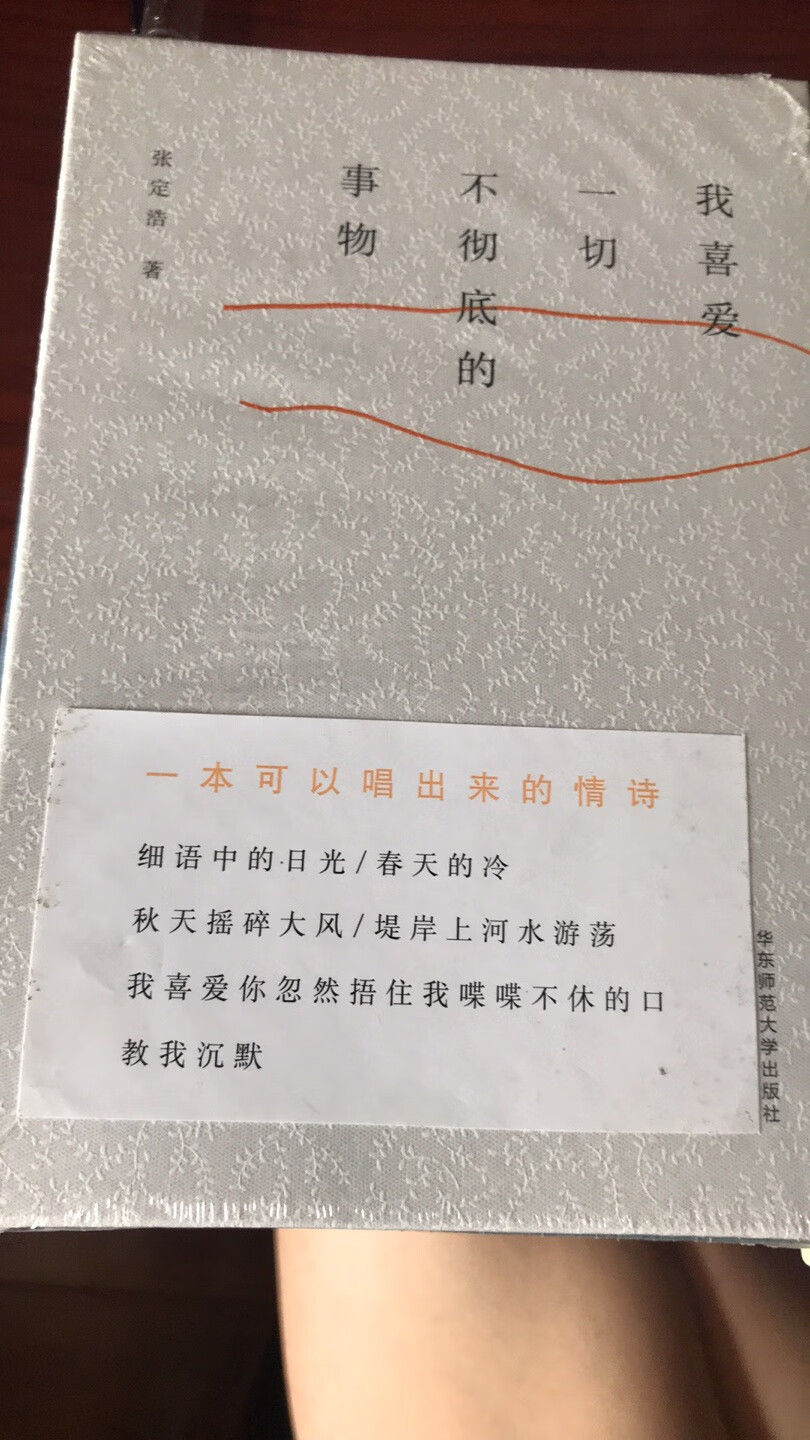 我喜爱
一切
不彻底的
事物
张定浩 著
一本可以唱出来的情诗
细语中的日光/春天的冷
秋天摇碎大风/堤岸上河水游荡
我喜爱你忽然捂住我喋喋不休的口
教我沉默
华东师范大学出版社